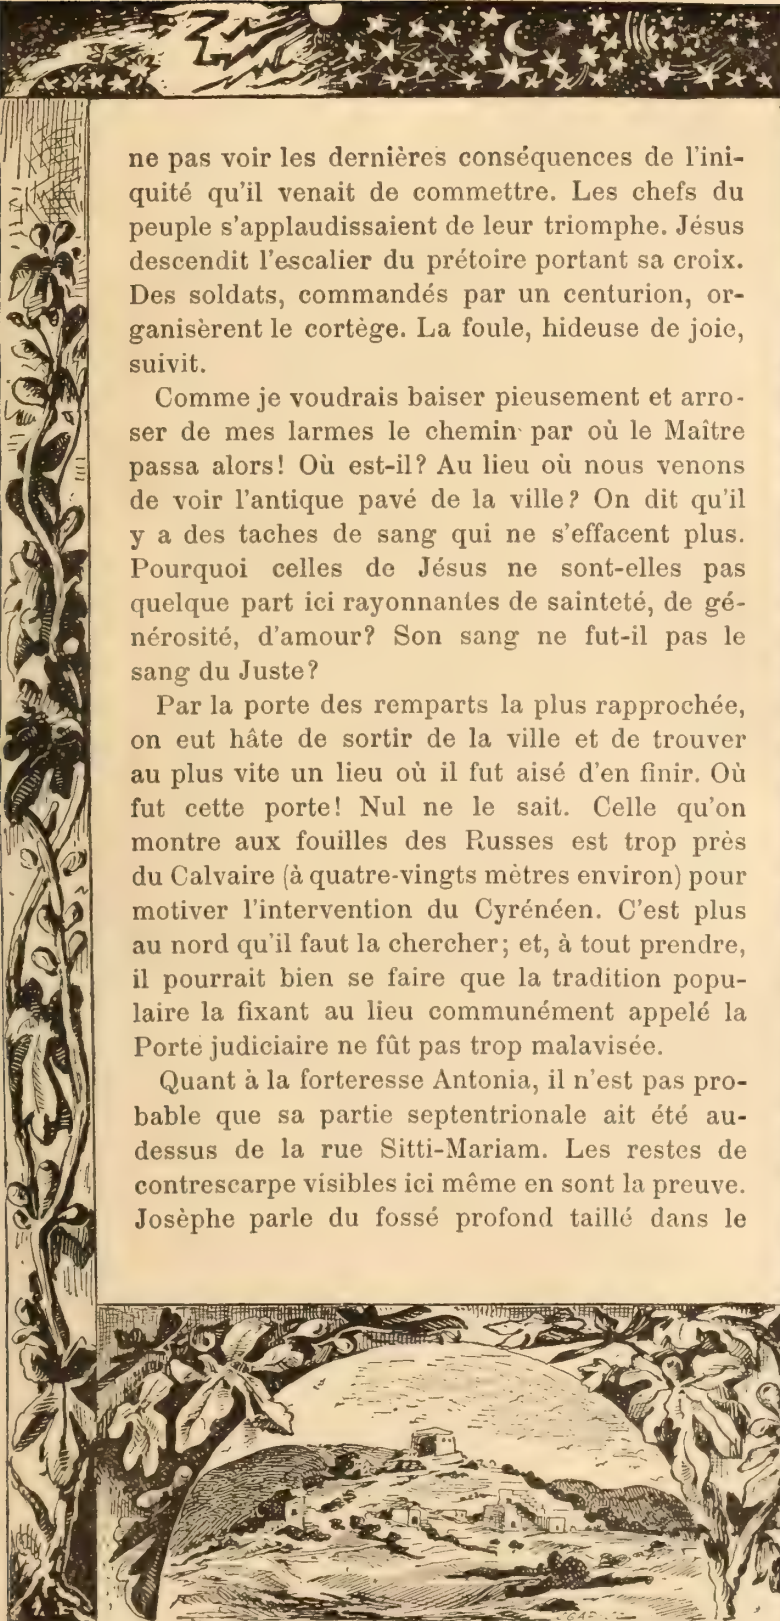 ne pas voir les dernières conséquences de l'ini-
quité qu'il venait de commettre. Les chefs du
peuple s'applaudissaient de leur triomphe. Jésus
descendit l'escalier du prétoire portant sa croix.
Des soldats, commandés par un centurion, or-
ganisèrent le cortège. La foule, hideuse de joie,
suivit.
Comme je voudrais baiser pieusement et arro-
ser de mes larmes le chemin par où le Maître
passa alors! Où est-il? Au lieu où nous venons
de voir l'antique pavé de la ville? On dit qu'il
y a des taches de sang qui ne s'effacent plus.
Pourquoi celles de Jésus ne sont-elles pas
quelque part ici rayonnantes de sainteté, de gé-
nérosité, d'amour? Son sang ne fut-il pas le
sang du Juste?
Par la porte des remparts la plus rapprochée,
on eut hâte de sortir de la ville et de trouver
au plus vite un lieu où il fut aisé d'en finir. Où
fut cette porte! Nul ne le sait. Celle qu'on
montre aux fouilles des Russes est trop près
du Calvaire (à quatre-vingts mètres environ) pour
motiver l'intervention du Cyrénéen. C'est plus
au nord qu'il faut la chercher; et, à tout prendre,
il pourrait bien se faire que la tradition popu-
laire la fixant au lieu communément appelé la
Porte judiciaire ne fût pas trop malavisée.
Quant à la forteresse Antonia, il n'est pas pro-
bable que sa partie septentrionale ait été au-
dessus de la rue Sitti-Mariam. Les restes de
contrescarpe visibles ici même en sont la preuve.
Josèphe parle du fossé profond taillé dans le